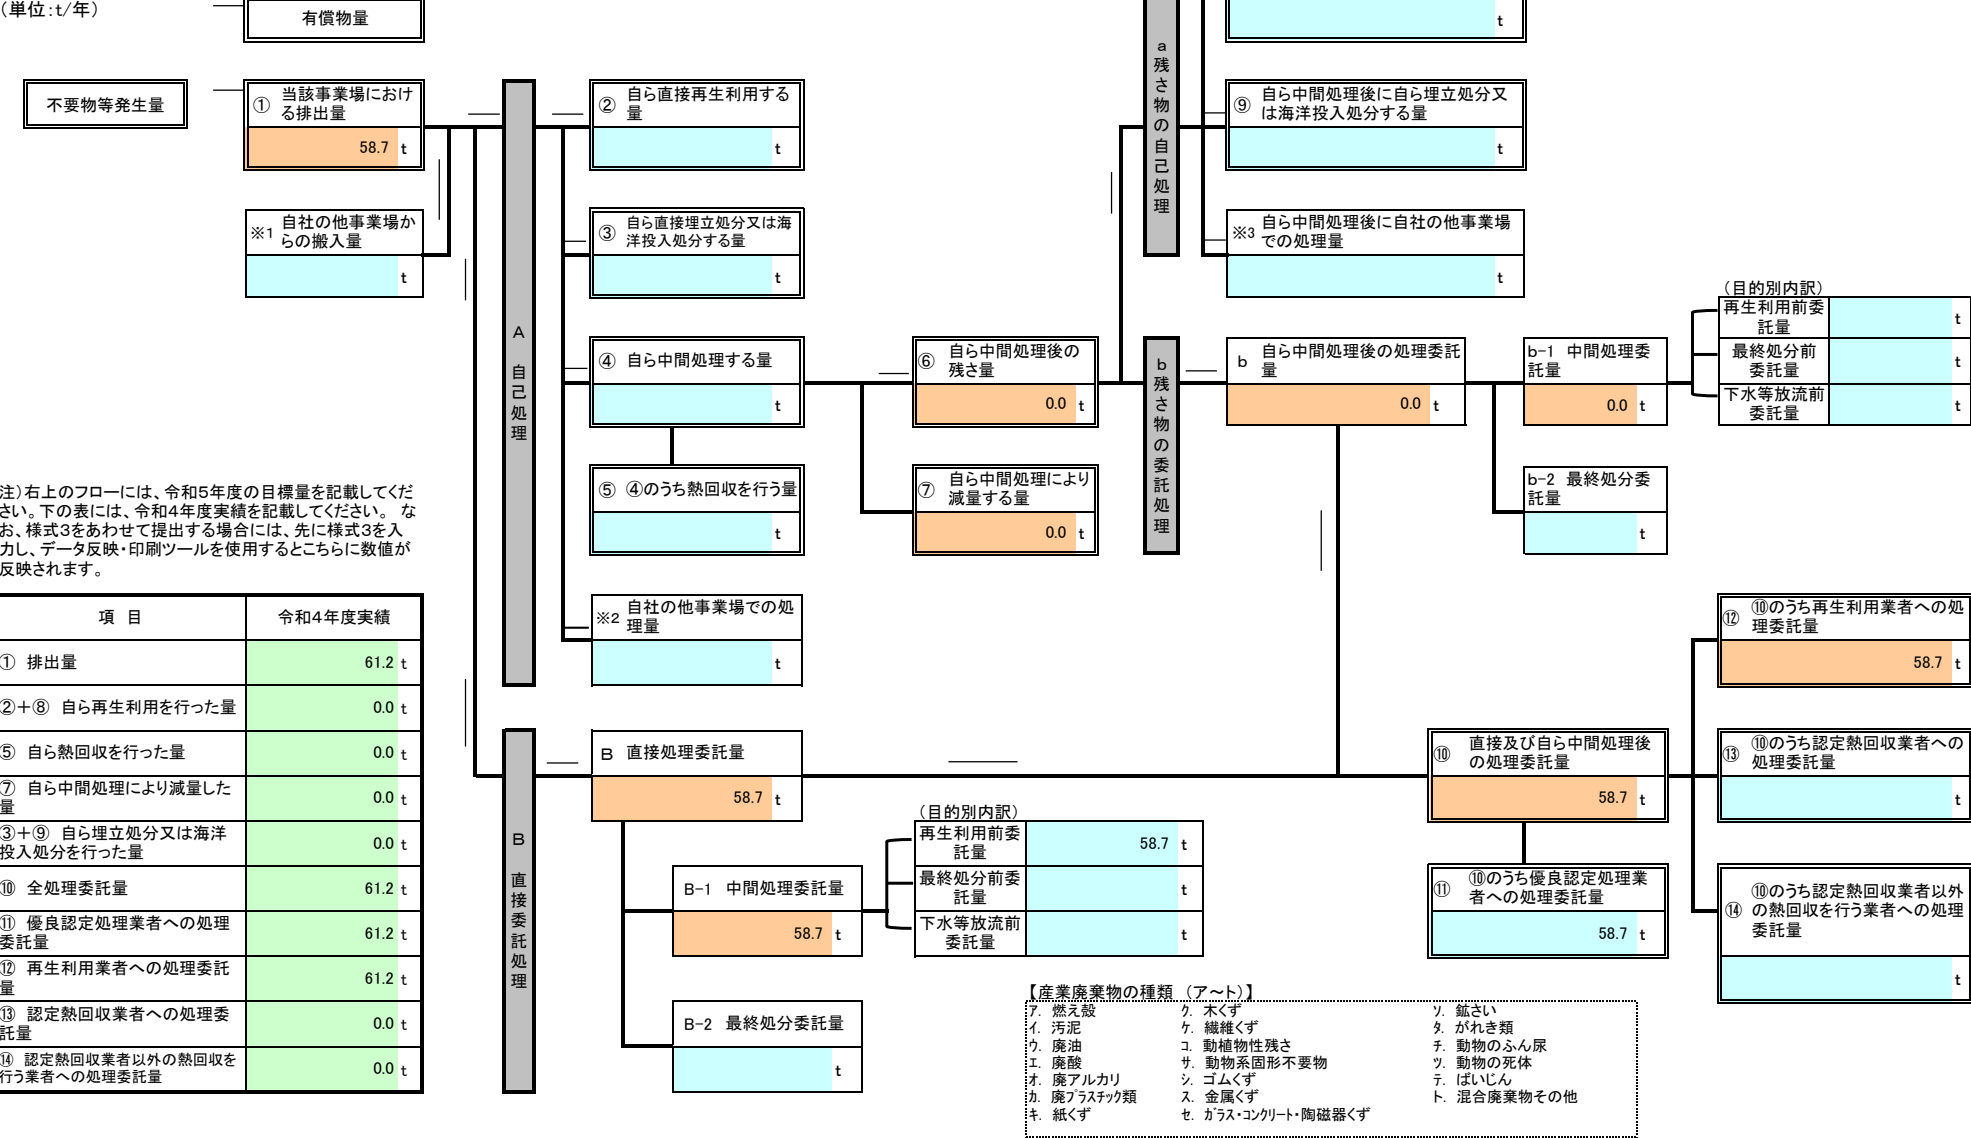 （単位：t/年）
有償物量
t
不要物等発生量
① 当該事業場におけ
る排出量
58.7 t
※1 自社の他事業場か
らの搬入量
t
A 自己処理
② 自ら直接再生利用する
量
t
③ 自ら直接埋立処分又は海
洋投入処分する量
t
④ 自ら中間処理する量
t
⑤ ④のうち熱回収を行う量
t
※2 自社の他事業場での処
理量
t
⑥ 自ら中間処理後の
残さ量
0.0 t
⑦ 自ら中間処理により
減量する量
0.0 t
a残さ物の自己処理
⑨ 自ら中間処理後に自ら埋立処分又
は海洋投入処分する量
t
※3 自ら中間処理後に自社の他事業場
での処理量
t
b残さ物の委託処理
b 自ら中間処理後の処理委託
量
0.0 t
b-1 中間処理委
託量
0.0 t
b-2 最終処分委
託量
t
（目的別内訳）
再生利用前委
託量
t
最終処分前
委託量
t
下水等放流前
委託量
t
注）右上のフローには、令和5年度の目標量を記載してくだ
さい。下の表には、令和4年度実績を記載してください。 な
お、様式3をあわせて提出する場合には、先に様式3を入
力し、データ反映・印刷ツールを使用するとこちらに数値が
反映されます。
項 目 令和4年度実績
① 排出量 61.2 t
②＋⑧ 自ら再生利用を行った量 0.0 t
⑤ 自ら熱回収を行った量 0.0 t
⑦ 自ら中間処理により減量した
量 0.0 t
③＋⑨ 自ら埋立処分又は海洋
投入処分を行った量 0.0 t
⑩ 全処理委託量 61.2 t
⑪ 優良認定処理業者への処理
委託量 61.2 t
⑫ 再生利用業者への処理委託
量 61.2 t
⑬ 認定熱回収業者への処理委
託量 0.0 t
⑭ 認定熱回収業者以外の熱回収を
行う業者への処理委託量 0.0 t
B 直接委託処理
B 直接処理委託量
58.7 t
B-1 中間処理委託量
58.7 t
B-2 最終処分委託量
t
（目的別内訳）
再生利用前委
託量
58.7 t
最終処分前委
託量
t
下水等放流前
委託量
t
⑩ 直接及び自ら中間処理後
の処理委託量
58.7 t
⑪ ⑩のうち優良認定処理業
者への処理委託量
58.7 t
⑫ ⑩のうち再生利用業者への処
理委託量
58.7 t
⑬ ⑩のうち認定熱回収業者への
処理委託量
t
⑭ ⑩のうち認定熱回収業者以外
の熱回収を行う業者への処理
委託量
t
【産業廃棄物の種類 （ア～ト）】
ア. 燃え殻 ク. 木くず ソ. 鉱さい
イ. 汚泥 ケ. 繊維くず タ. がれき類
ウ. 廃油 コ. 動植物性残さ チ. 動物のふん尿
エ. 廃酸 サ. 動物系固形不要物 ツ. 動物の死体
オ. 廃アルカリ シ. ゴムくず テ. ばいじん
カ. 廃プラスチック類 ス. 金属くず ト. 混合廃棄物その他
キ. 紙くず セ. ガラス・コンクリート・陶磁器くず